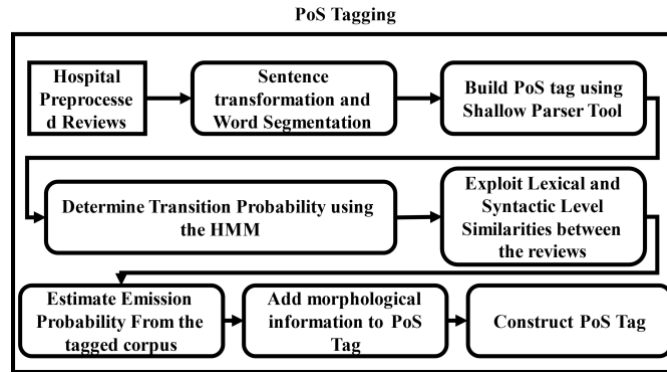 PoS Tagging
Hospital
Preprocesse
d Reviews
Sentence
transformation and
Word Segmentation
Build PoS tag using
Shallow Parser Tool
Determine Transition Probability using
the HMM
Exploit Lexical and
Syntactic Level
Similarities between
the reviews
Estimate Emission
Probability From the
tagged corpus
Add morphological
information to PoS
Tag
Construct PoS Tag